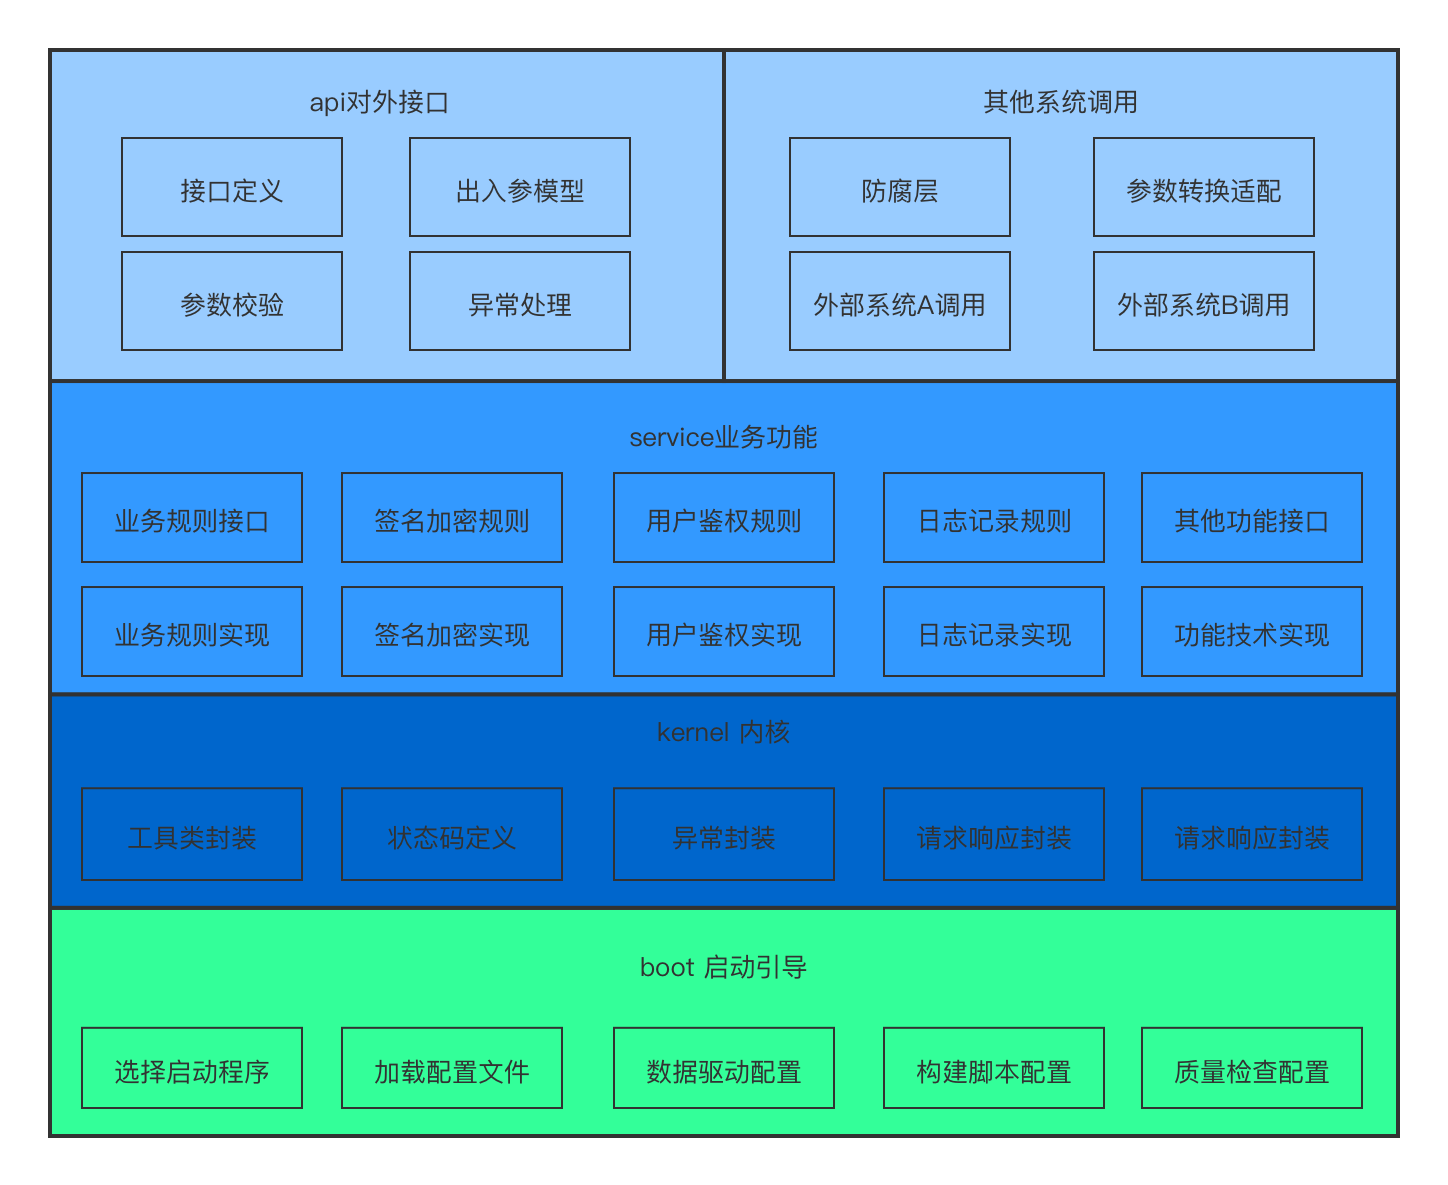 api对外接口
接口定义
出入参模型
参数校验
异常处理
其他系统调用
防腐层
参数转换适配
外部系统A调用
外部系统B调用
service业务功能
业务规则接口
签名加密规则
用户鉴权规则
日志记录规则
其他功能接口
业务规则实现
签名加密实现
用户鉴权实现
日志记录实现
功能技术实现
kernel 内核
工具类封装
状态码定义
异常封装
请求响应封装
请求响应封装
boot 启动引导
选择启动程序
加载配置文件
数据驱动配置
构建脚本配置
质量检查配置